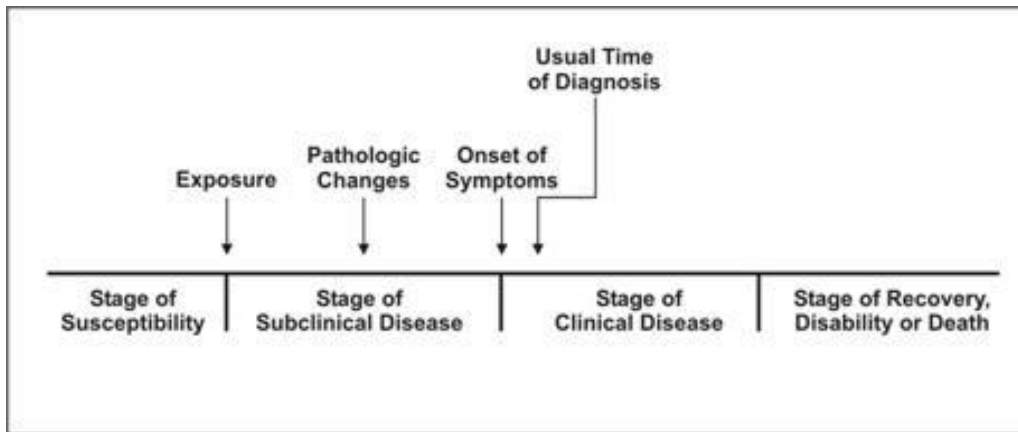 Usual Time
of Diagnosis
Pathologic
Changes
Onset of
Symptoms
Exposure
Stage of
Susceptibility
Stage of
Subclinical Disease
Stage of
Clinical Disease
Stage of Recovery,
Disability or Death